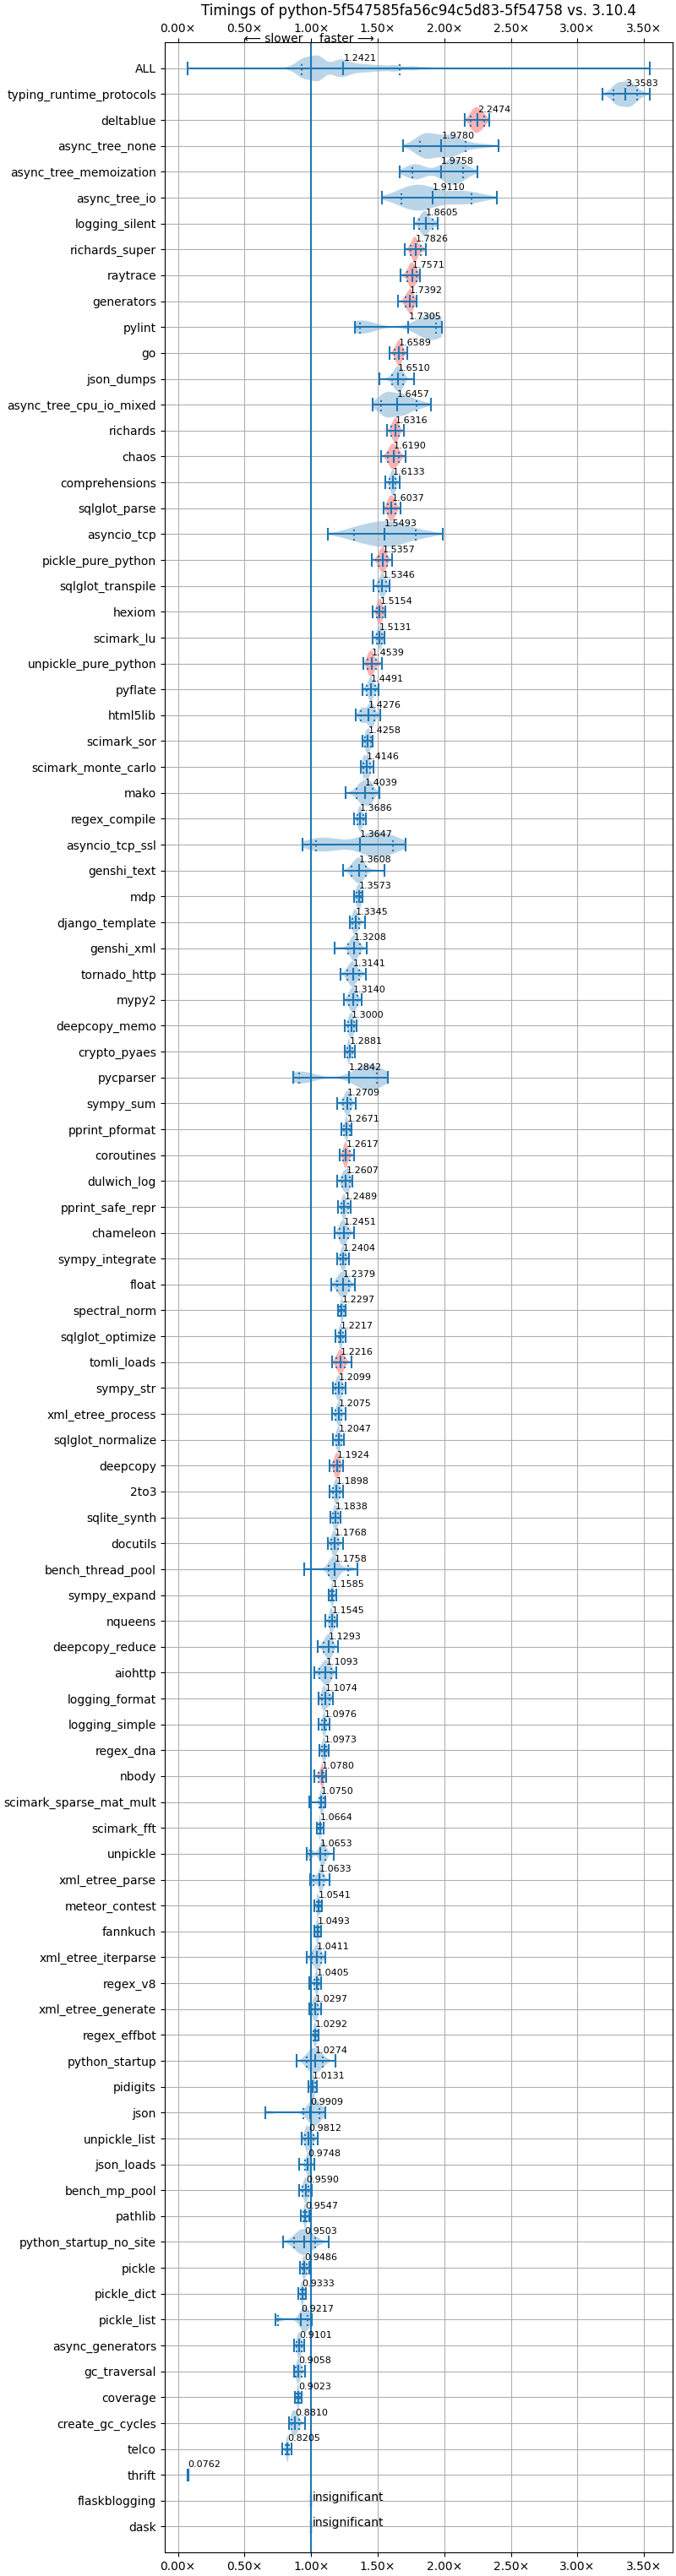 Timings of python-5f547585fa56c94c5d83-5f54758 vs. 3.10.4
0.00× 0.50× 1.00× 1.50× 2.00× 2.50× 3.00× 3.50×
⟵ slower faster ⟶
ALL 1.2421
typing_runtime_protocols 3.3583
deltablue 2.2474
async_tree_none 1.9780
async_tree_memoization 1.9758
async_tree_io 1.9110
logging_silent 1.8605
richards_super 1.7826
raytrace 1.7571
generators 1.7392
pylint 1.7305
go 1.6589
json_dumps 1.6510
async_tree_cpu_io_mixed 1.6457
richards 1.6316
chaos 1.6190
comprehensions 1.6133
sqlglot_parse 1.6037
asyncio_tcp 1.5493
pickle_pure_python 1.5357
sqlglot_transpile 1.5346
hexiom 1.5154
scimark_lu 1.5131
unpickle_pure_python 1.4539
pyflate 1.4491
html5lib 1.4276
scimark_sor 1.4258
scimark_monte_carlo 1.4146
mako 1.4039
regex_compile 1.3686
asyncio_tcp_ssl 1.3647
genshi_text 1.3608
mdp 1.3573
django_template 1.3345
genshi_xml 1.3208
tornado_http 1.3141
mypy2 1.3140
deepcopy_memo 1.3000
crypto_pyaes 1.2881
pycparser 1.2842
sympy_sum 1.2709
pprint_pformat 1.2671
coroutines 1.2617
dulwich_log 1.2607
pprint_safe_repr 1.2489
chameleon 1.2451
sympy_integrate 1.2404
float 1.2379
spectral_norm 1.2297
sqlglot_optimize 1.2217
tomli_loads 1.2216
sympy_str 1.2099
xml_etree_process 1.2075
sqlglot_normalize 1.2047
deepcopy 1.1924
2to3 1.1898
sqlite_synth 1.1838
docutils 1.1768
bench_thread_pool 1.1758
sympy_expand 1.1585
nqueens 1.1545
deepcopy_reduce 1.1293
aiohttp 1.1093
logging_format 1.1074
logging_simple 1.0976
regex_dna 1.0973
nbody 1.0780
scimark_sparse_mat_mult 1.0750
scimark_fft 1.0664
unpickle 1.0653
xml_etree_parse 1.0633
meteor_contest 1.0541
fannkuch 1.0493
xml_etree_iterparse 1.0411
regex_v8 1.0405
xml_etree_generate 1.0297
regex_effbot 1.0292
python_startup 1.0274
pidigits 1.0131
json 0.9909
unpickle_list 0.9812
json_loads 0.9748
bench_mp_pool 0.9590
pathlib 0.9547
python_startup_no_site 0.9503
pickle 0.9486
pickle_dict 0.9333
pickle_list 0.9217
async_generators 0.9101
gc_traversal 0.9058
coverage 0.9023
create_gc_cycles 0.8810
telco 0.8205
thrift 0.0762
flaskblogging insignificant
dask insignificant
0.00× 0.50× 1.00× 1.50× 2.00× 2.50× 3.00× 3.50×